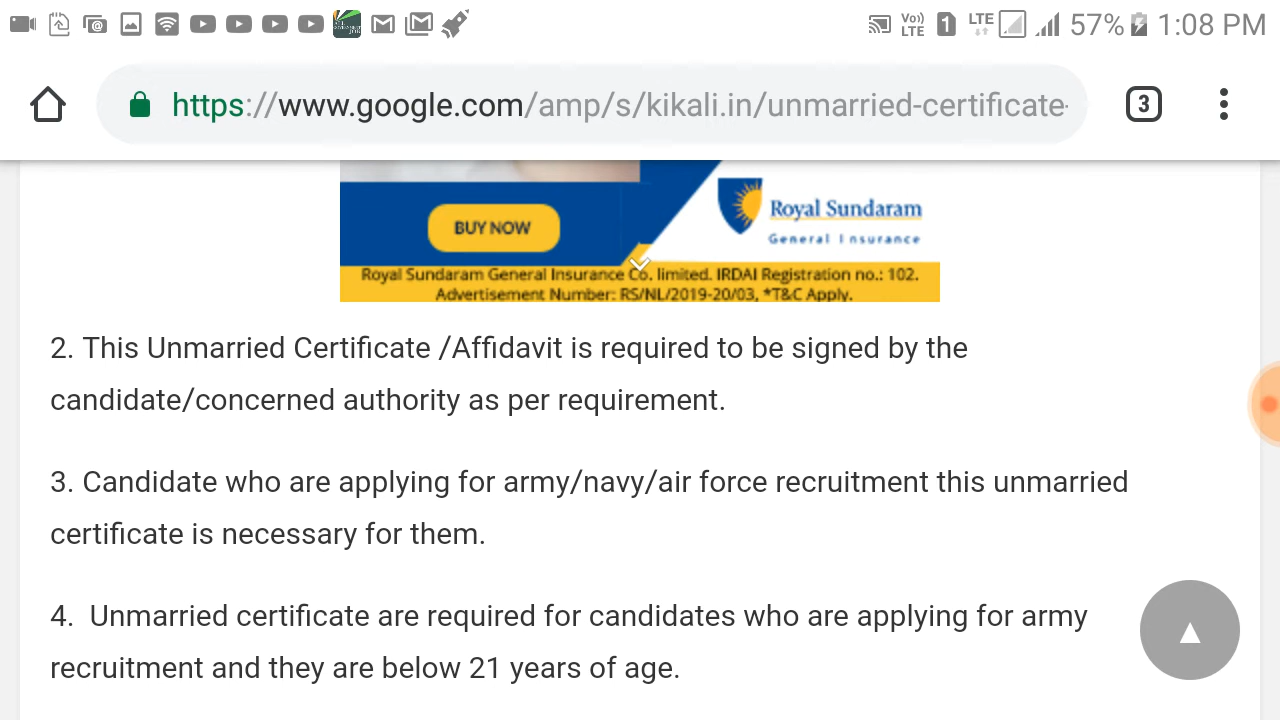 Vo))
LTE
1
LTE
57%
1:08 PM
https://www.google.com/amp/s/kikali.in/unmarried-certificate-
3
BUY NOW
Royal Sundaram
General Insurance
Royal Sundaram General Insurance Co. limited. IRDAI Registration no.: 102.
Advertisement Number: RS/NL/2019-20/03, *T&C Apply.
2. This Unmarried Certificate /Affidavit is required to be signed by the
candidate/concerned authority as per requirement.
3. Candidate who are applying for army/navy/air force recruitment this unmarried
certificate is necessary for them.
4.  Unmarried certificate are required for candidates who are applying for army
recruitment and they are below 21 years of age.